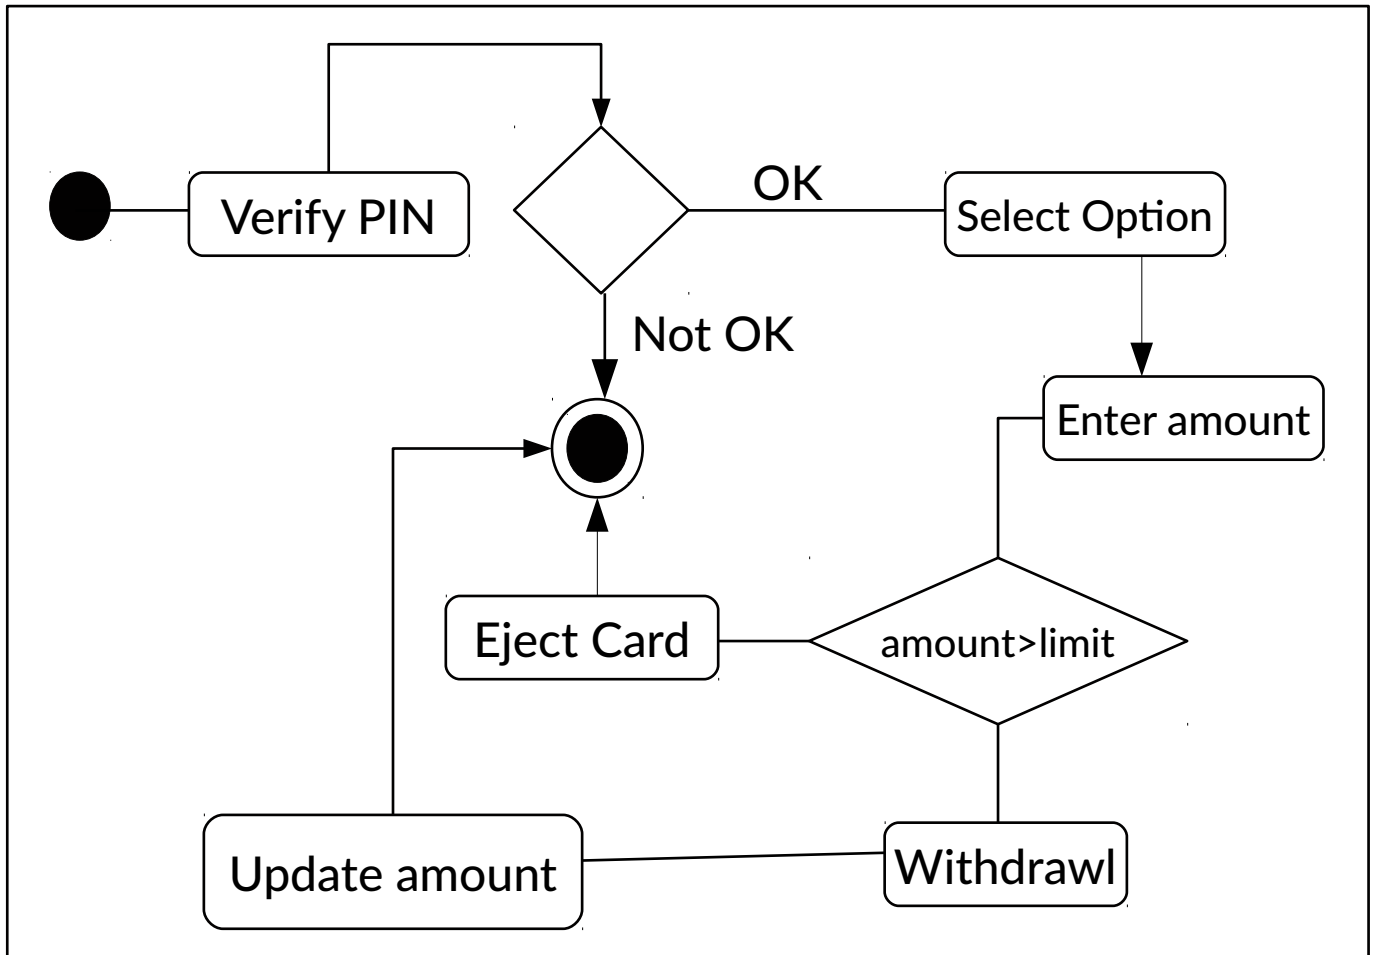 OK
Verify PIN
Select Option
Not OK
Enter amount
Eject Card
amount>limit
Update amount
Withdrawl